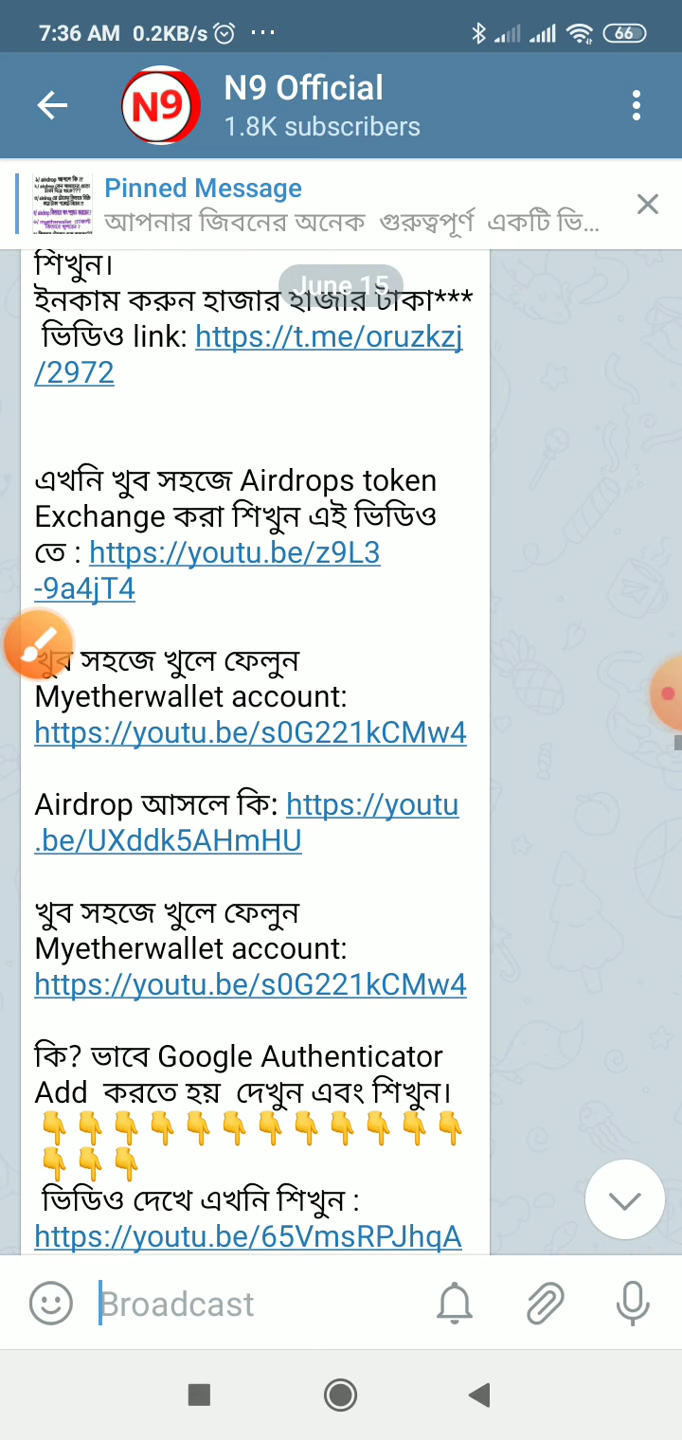 7:36 AM 0.2KB/s ...
66
N9
N9 Official
1.8K subscribers
Pinned Message
আপনার জিবনের অনেক গুরুত্বপূর্ণ একটি ভি...
শিখুন।
June 15
ইনকাম করুন হাজার হাজার টাকা***
ভিডিও link: https://t.me/oruzkzj
/2972
এখনি খুব সহজে Airdrops token
Exchange করা শিখুন এই ভিডিও
তে : https://youtu.be/z9L3
-9a4jT4
খুব সহজে খুলে ফেলুন
Myetherwallet account:
https://youtu.be/s0G221kCMw4
Airdrop আসলে কি: https://youtu
.be/UXddk5AHmHU
খুব সহজে খুলে ফেলুন
Myetherwallet account:
https://youtu.be/s0G221kCMw4
কি? ভাবে Google Authenticator
Add করতে হয় দেখুন এবং শিখুন।
👇👇👇👇👇👇👇👇👇👇👇👇
👇👇👇
ভিডিও দেখে এখনি শিখুন :
https://youtu.be/65VmsRPJhqA
Broadcast